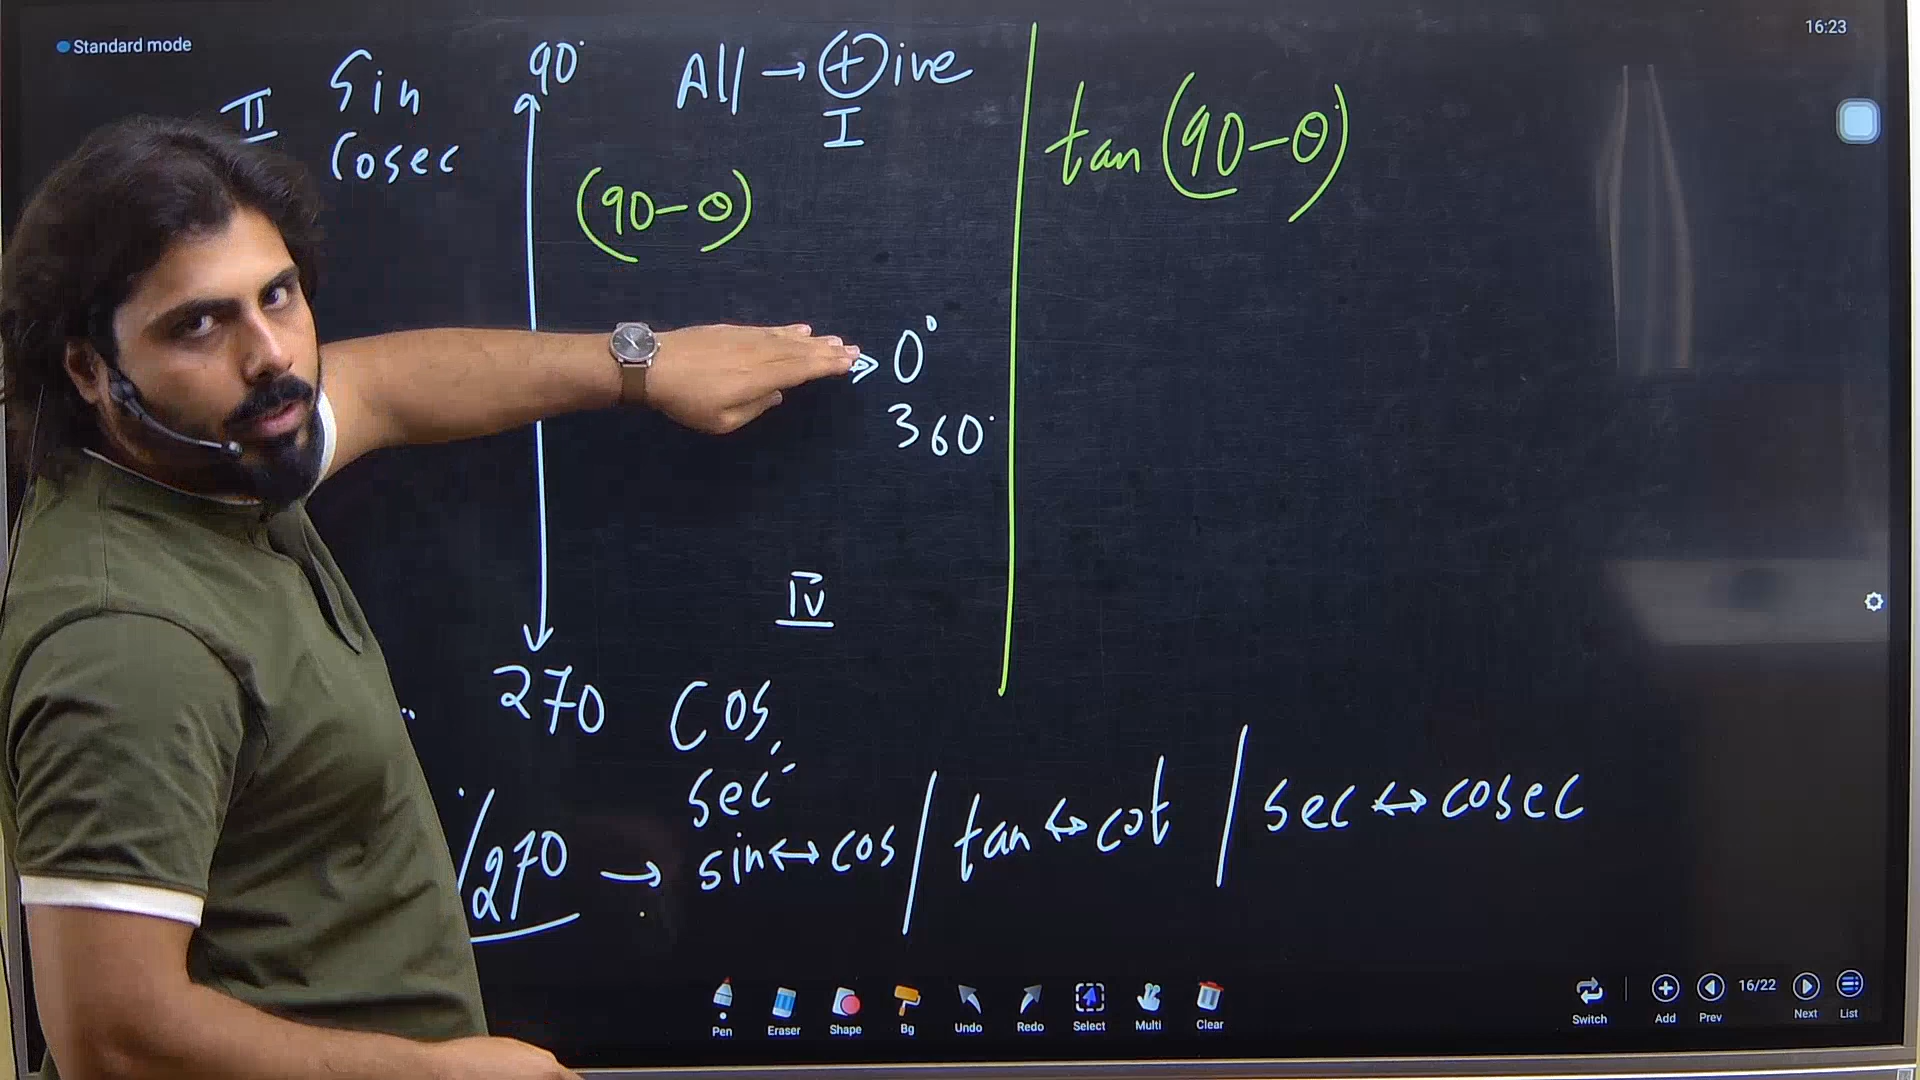 Standard mode
16:23
II Sin
Cosec
90°
All → (+)ive
I
(90-θ)
tan (90-θ)
0°
360°
IV
270
Cos
sec
/270 → sin↔cos / tan↔cot / sec↔cosec
Pen Eraser Shape Bg Undo Redo Select Multi Clear
Switch Add Prev 16/22 Next List